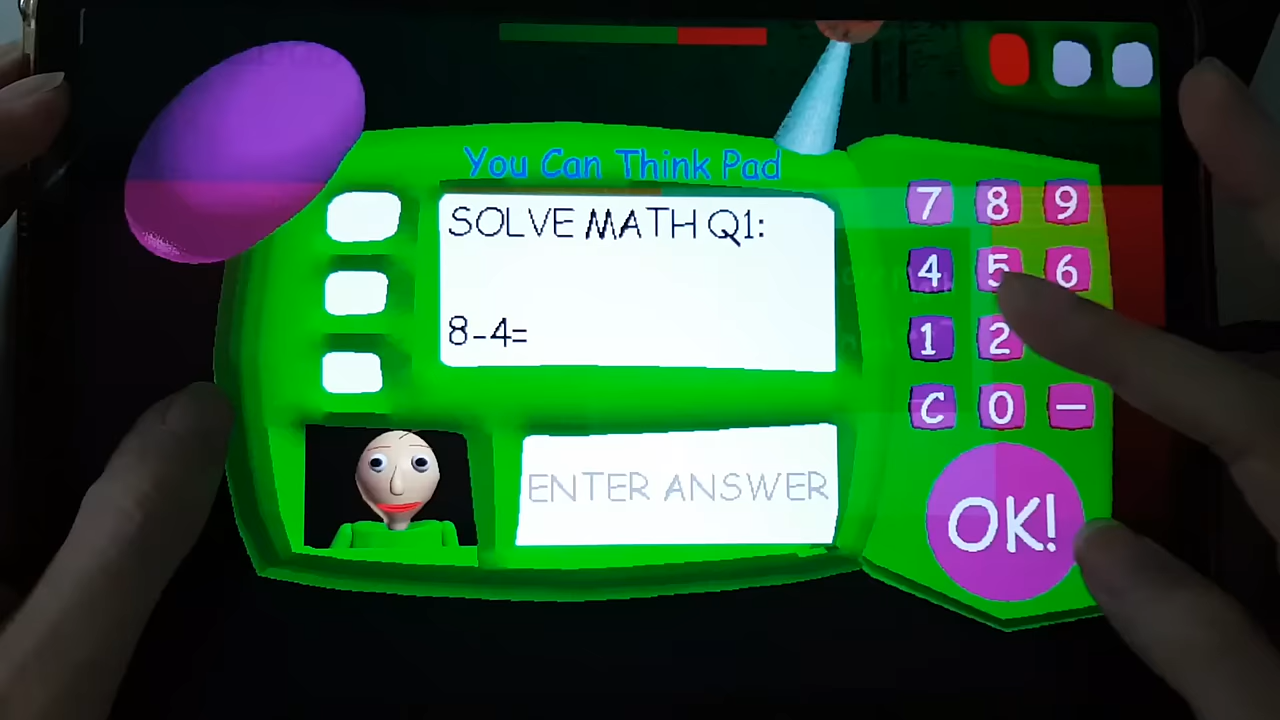 You Can Think Pad
SOLVE MATH Q1:
8-4=
ENTER ANSWER
7 8 9
4 5 6
1 2
C 0 —
OK!